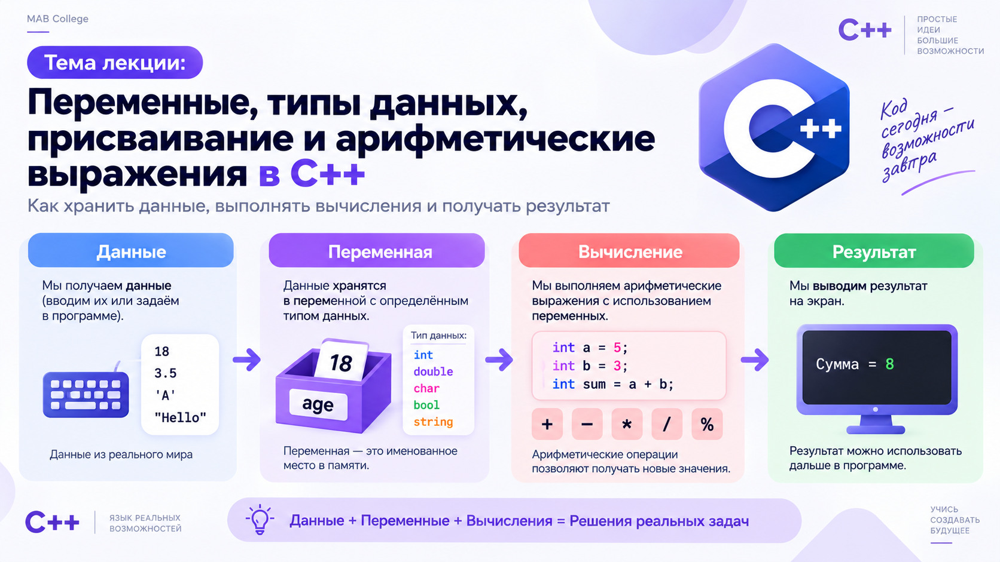 MAB College
C++
ПРОСТЫЕ
ИДЕИ
БОЛЬШИЕ
ВОЗМОЖНОСТИ
Тема лекции:
Переменные, типы данных,
присваивание и арифметические
выражения в C++
Как хранить данные, выполнять вычисления и получать результат
C++
Код
сегодня —
возможности
завтра
Данные
Мы получаем данные
(вводим их или задаём
в программе).
18
3.5
'A'
"Hello"
Данные из реального мира
Переменная
Данные хранятся
в переменной с определённым
типом данных.
18
age
Тип данных:
int
double
char
bool
string
Переменная — это именованное
место в памяти.
Вычисление
Мы выполняем арифметические
выражения с использованием
переменных.
int a = 5;
int b = 3;
int sum = a + b;
+ − * / %
Арифметические операции
позволяют получать новые значения.
Результат
Мы выводим результат
на экран.
Сумма = 8
Результат можно использовать
дальше в программе.
C++
ЯЗЫК РЕАЛЬНЫХ
ВОЗМОЖНОСТЕЙ
Данные + Переменные + Вычисления = Решения реальных задач
УЧИСЬ
СОЗДАВАТЬ
БУДУЩЕЕ